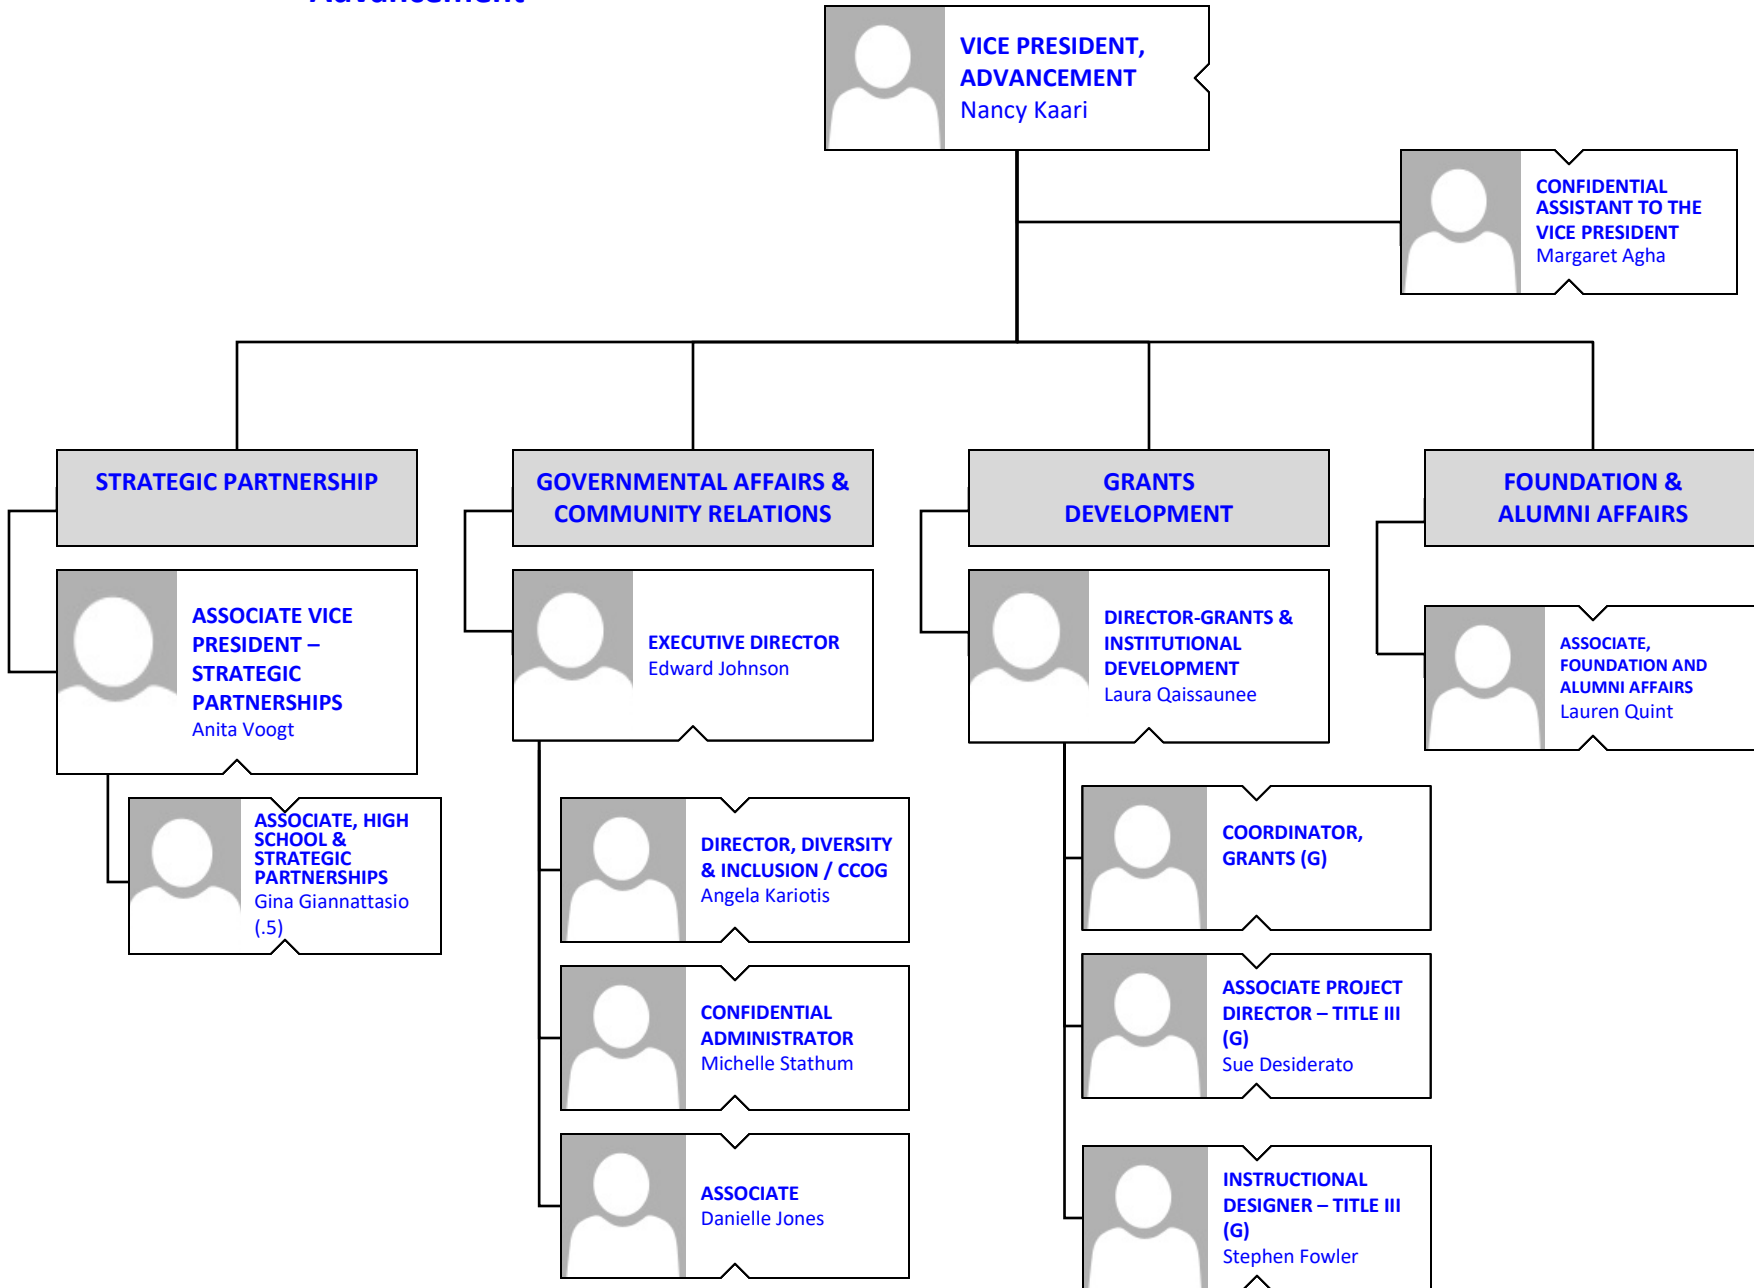 Advancement
VICE PRESIDENT,
ADVANCEMENT
Nancy Kaari
CONFIDENTIAL
ASSISTANT TO THE
VICE PRESIDENT
Margaret Agha
STRATEGIC PARTNERSHIP
GOVERNMENTAL AFFAIRS &
COMMUNITY RELATIONS
GRANTS
DEVELOPMENT
FOUNDATION &
ALUMNI AFFAIRS
ASSOCIATE VICE
PRESIDENT –
STRATEGIC
PARTNERSHIPS
Anita Voogt
EXECUTIVE DIRECTOR
Edward Johnson
DIRECTOR-GRANTS &
INSTITUTIONAL
DEVELOPMENT
Laura Qaissaunee
ASSOCIATE,
FOUNDATION AND
ALUMNI AFFAIRS
Lauren Quint
ASSOCIATE, HIGH
SCHOOL &
STRATEGIC
PARTNERSHIPS
Gina Giannattasio
(.5)
DIRECTOR, DIVERSITY
& INCLUSION / CCOG
Angela Kariotis
COORDINATOR,
GRANTS (G)
CONFIDENTIAL
ADMINISTRATOR
Michelle Stathum
ASSOCIATE PROJECT
DIRECTOR – TITLE III
(G)
Sue Desiderato
ASSOCIATE
Danielle Jones
INSTRUCTIONAL
DESIGNER – TITLE III
(G)
Stephen Fowler